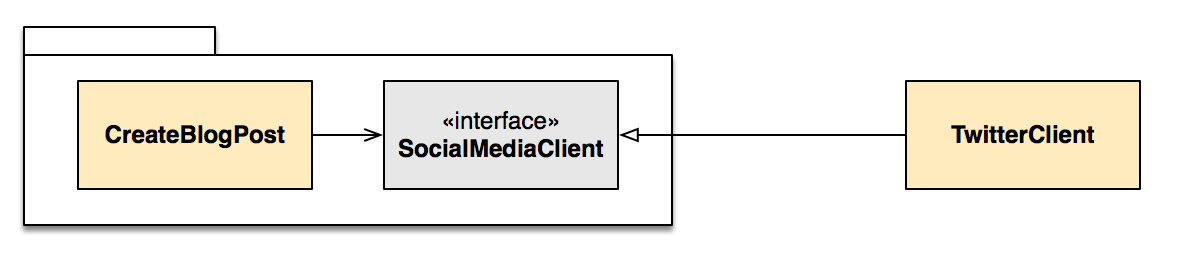 CreateBlogPost
«interface»
SocialMediaClient
TwitterClient